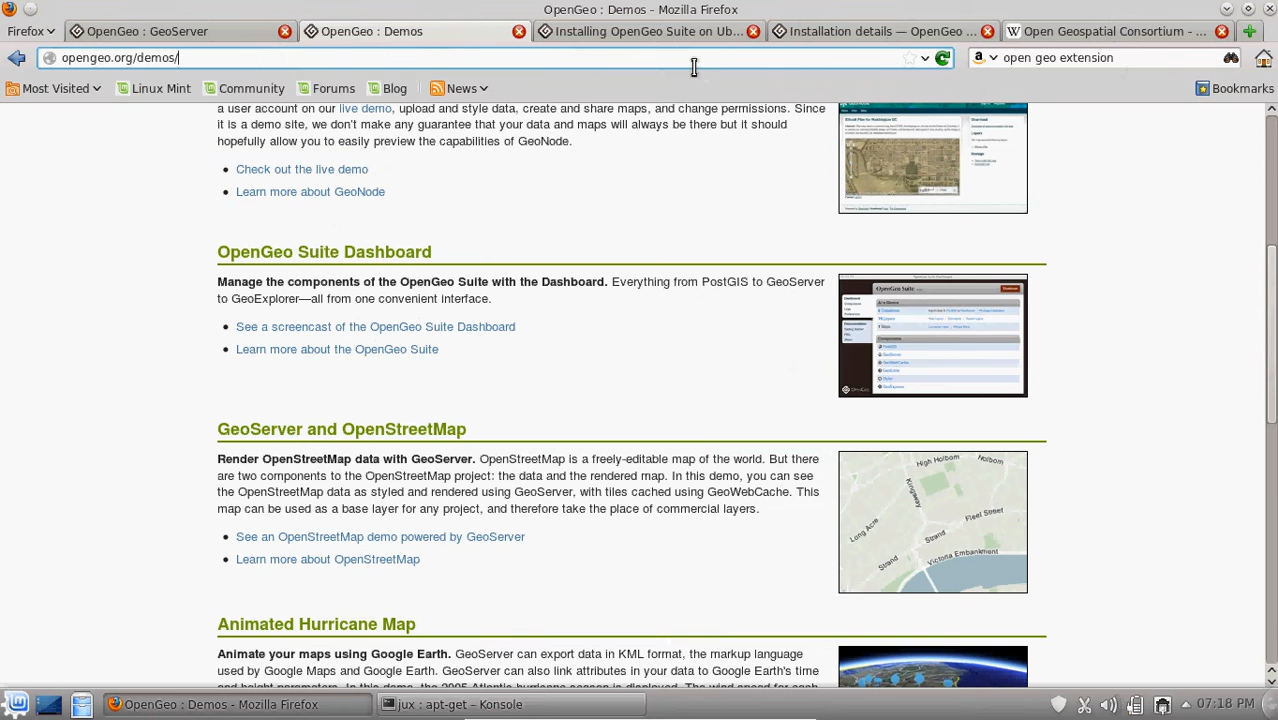 OpenGeo : Demos - Mozilla Firefox
Firefox
OpenGeo : GeoServer
OpenGeo : Demos
Installing OpenGeo Suite on Ub...
Installation details — OpenGeo ...
Open Geospatial Consortium - ...
opengeo.org/demos/
open geo extension
Most Visited
Linux Mint
Community
Forums
Blog
News
Bookmarks
a user account on our live demo, upload and style data, create and share maps, and change permissions. Since
it is a demo, we don't make any guarantee that your data and maps will always be there but it should
hopefully allow you to easily preview the capabilities of GeoNode.
Check out the live demo
Learn more about GeoNode
OpenGeo Suite Dashboard
Manage the components of the OpenGeo Suite with the Dashboard. Everything from PostGIS to GeoServer
to GeoExplorer—all from one convenient interface.
See a screencast of the OpenGeo Suite Dashboard
Learn more about the OpenGeo Suite
OpenGeo Suite
GeoServer and OpenStreetMap
Render OpenStreetMap data with GeoServer. OpenStreetMap is a freely-editable map of the world. But there
are two components to the OpenStreetMap project: the data and the rendered map. In this demo, you can see
the OpenStreetMap data as styled and rendered using GeoServer, with tiles cached using GeoWebCache. This
map can be used as a base layer for any project, and therefore take the place of commercial layers.
See an OpenStreetMap demo powered by GeoServer
Learn more about OpenStreetMap
High Holborn
Holborn
Kingsway
Long Acre
Fleet Street
Strand
Strand
Victoria Embankment
Animated Hurricane Map
Animate your maps using Google Earth. GeoServer can export data in KML format, the markup language
used by Google Maps and Google Earth. GeoServer can also link attributes in your data to Google Earth's time
OpenGeo : Demos - Mozilla Firefox
jux : apt-get – Konsole
07:18 PM